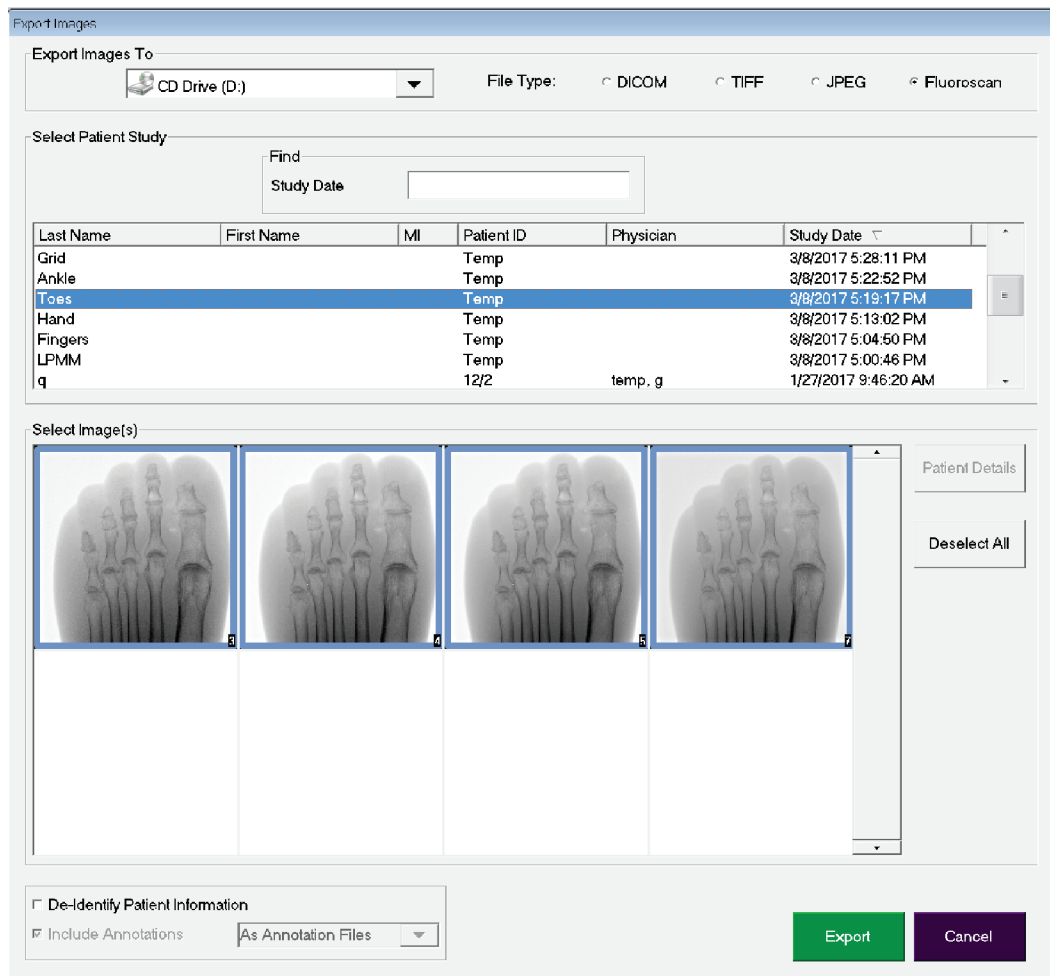 Export Images
Export Images To
CD Drive (D:)
File Type: DICOM TIFF JPEG Fluoroscan
Select Patient Study
Find
Study Date
Last Name First Name MI Patient ID Physician Study Date
Grid Temp 3/8/2017 5:28:11 PM
Ankle Temp 3/8/2017 5:22:52 PM
Toes Temp 3/8/2017 5:19:17 PM
Hand Temp 3/8/2017 5:13:02 PM
Fingers Temp 3/8/2017 5:04:50 PM
LPMM Temp 3/8/2017 5:00:46 PM
q 12/2 temp, g 1/27/2017 9:46:20 AM
Select Image(s)
3 4 5 7
Patient Details
Deselect All
De-Identify Patient Information
Include Annotations As Annotation Files
Export Cancel